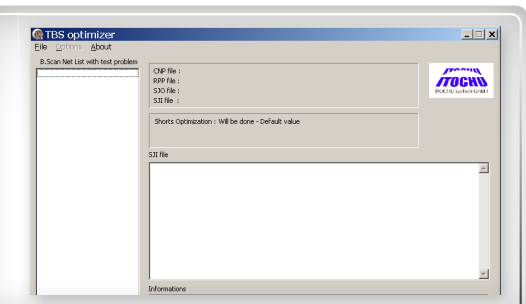 TBS optimizer
File Options About
B.Scan Net List with test problem
CNP file :
RPP file :
SJO file :
SJI file :
ITOCHU
ITOCHU SysTech GmbH
Shorts Optimization : Will be done - Default value
SJI file
Informations